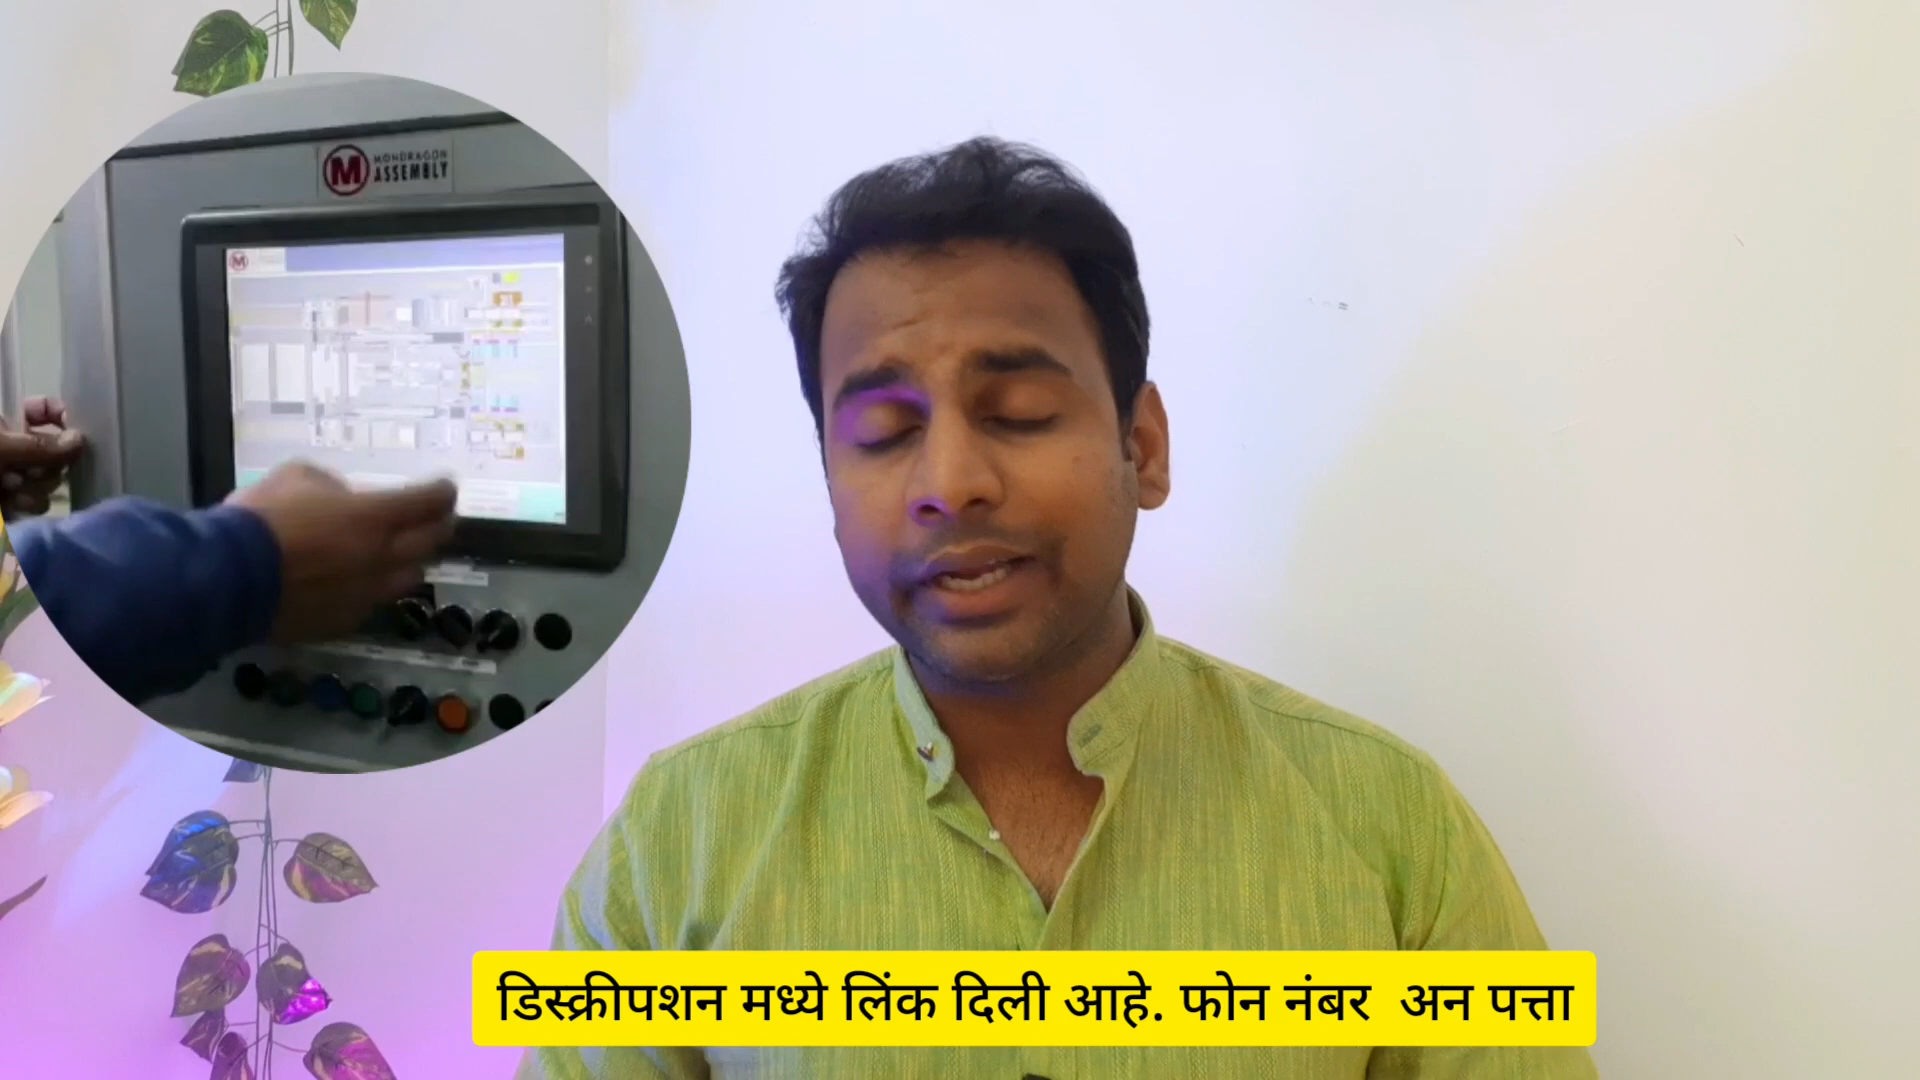 M MONDRAGON
ASSEMBLY
डिस्क्रीपशन मध्ये लिंक दिली आहे. फोन नंबर  अन पत्ता